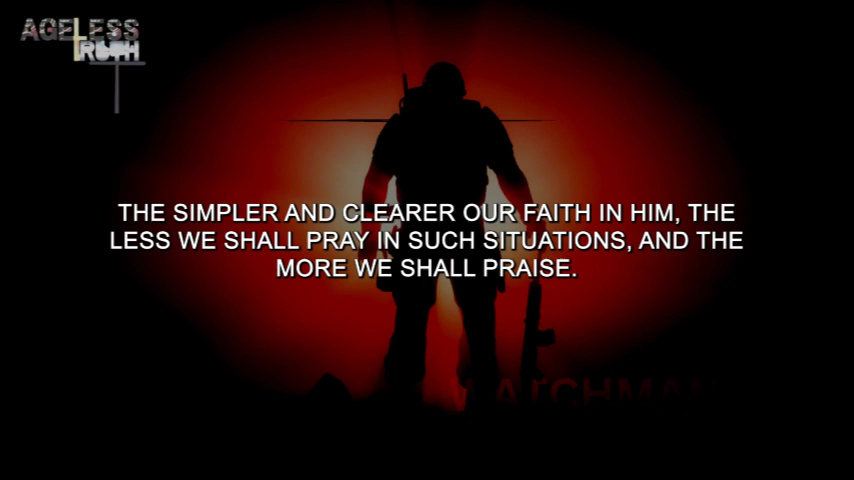 AGELESS
TRUTH
THE SIMPLER AND CLEARER OUR FAITH IN HIM, THE
LESS WE SHALL PRAY IN SUCH SITUATIONS, AND THE
MORE WE SHALL PRAISE.
WATCHMAN